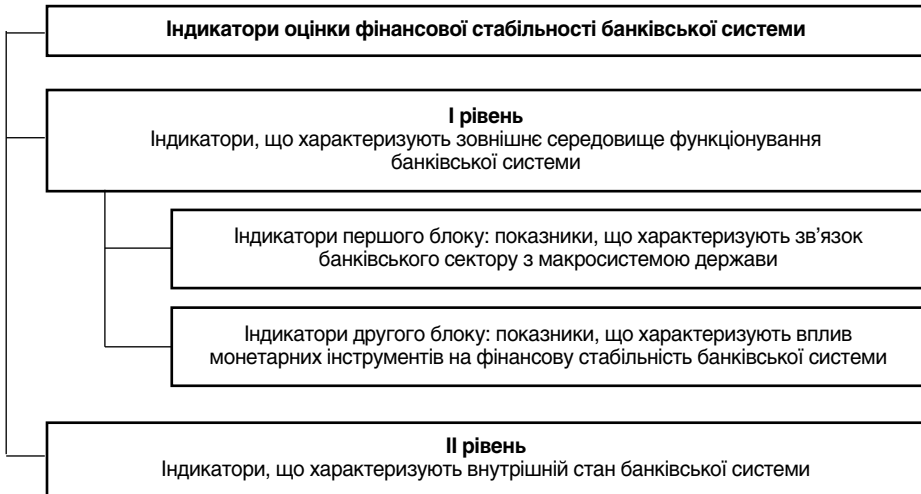 Індикатори оцінки фінансової стабільності банківської системи
І рівень
Індикатори, що характеризують зовнішнє середовище функціонування
банківської системи
Індикатори першого блоку: показники, що характеризують зв’язок
банківського сектору з макросистемою держави
Індикатори другого блоку: показники, що характеризують вплив
монетарних інструментів на фінансову стабільність банківської системи
ІІ рівень
Індикатори, що характеризують внутрішній стан банківської системи